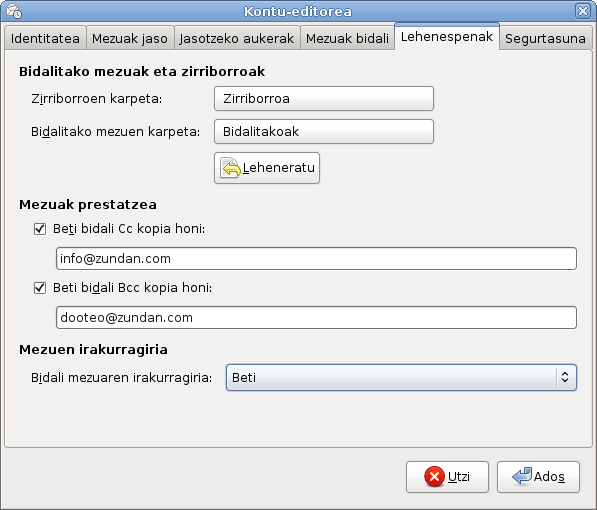 Kontu-editorea
Identitatea Mezuak jaso Jasotzeko aukerak Mezuak bidali Lehenespenak Segurtasuna
Bidalitako mezuak eta zirriborroak
Zirriborroen karpeta: Zirriborroa
Bidalitako mezuen karpeta: Bidalitakoak
Leheneratu
Mezuak prestatzea
Beti bidali Cc kopia honi:
info@zundan.com
Beti bidali Bcc kopia honi:
dooteo@zundan.com
Mezuen irakurragiria
Bidali mezuaren irakurragiria: Beti
Utzi Ados